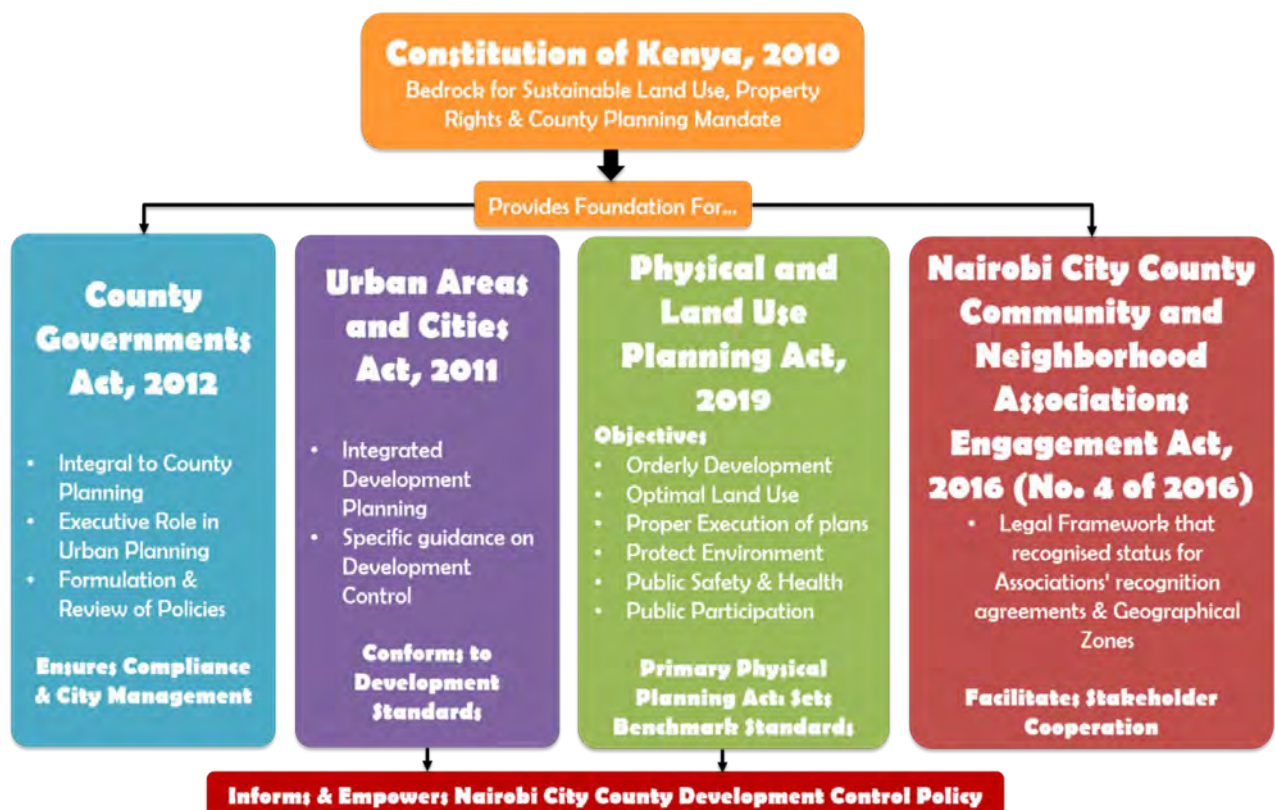 Constitution of Kenya, 2010
Bedrock for Sustainable Land Use, Property
Rights & County Planning Mandate
Provides Foundation For...
County
Governments
Act, 2012
• Integral to County
Planning
• Executive Role in
Urban Planning
• Formulation &
Review of Policies
Ensures Compliance
& City Management
Urban Areas
and Cities
Act, 2011
• Integrated
Development
Planning
• Specific guidance on
Development
Control
Conforms to
Development
Standards
Physical and
Land Use
Planning Act,
2019
Objectives
• Orderly Development
• Optimal Land Use
• Proper Execution of plans
• Protect Environment
• Public Safety & Health
• Public Participation
Primary Physical
Planning Act: Sets
Benchmark Standards
Nairobi City County
Community and
Neighborhood
Associations
Engagement Act,
2016 (No. 4 of 2016)
• Legal Framework that
recognised status for
Associations' recognition
agreements & Geographical
Zones
Facilitates Stakeholder
Cooperation
Informs & Empowers Nairobi City County Development Control Policy